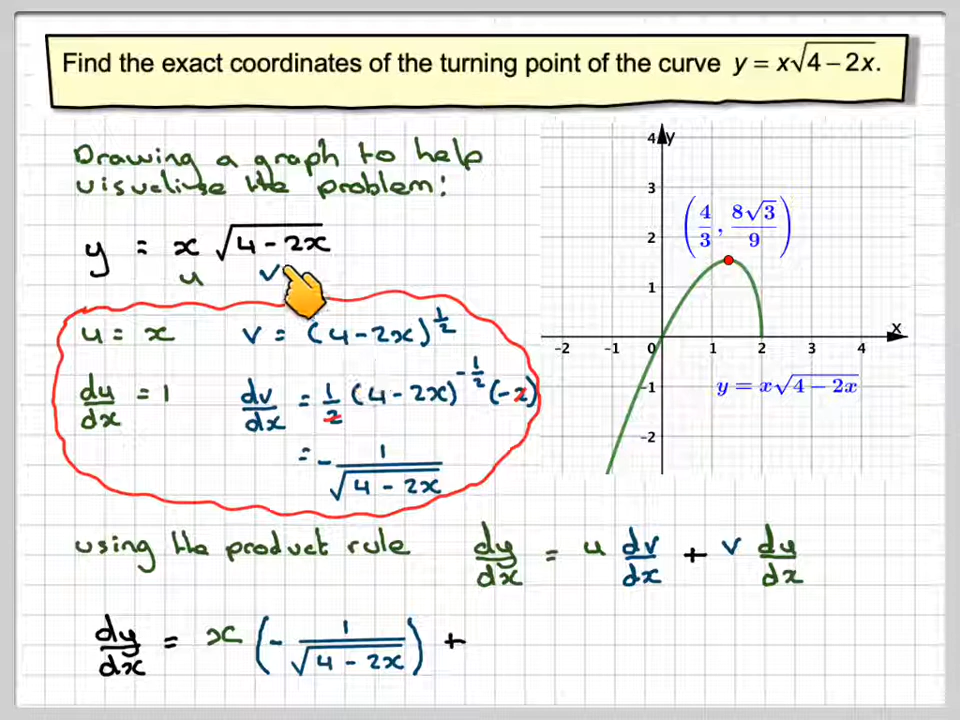 Find the exact coordinates of the turning point of the curve y = x√(4 – 2x).
Drawing a graph to help
visualise the problem:
y = x √(4 - 2x)
u v
u = x v = (4 - 2x)^(1/2)
du/dx = 1 dv/dx = 1/2 (4 - 2x)^(-1/2) (-2)
= - 1/√(4 - 2x)
y
4
3
2
1
-1
-2
-2 -1 0 1 2 3 4 x
(4/3, 8√3/9)
y = x√(4 – 2x)
using the product rule dy/dx = u dv/dx + v du/dx
dy/dx = x (- 1/√(4 - 2x)) +